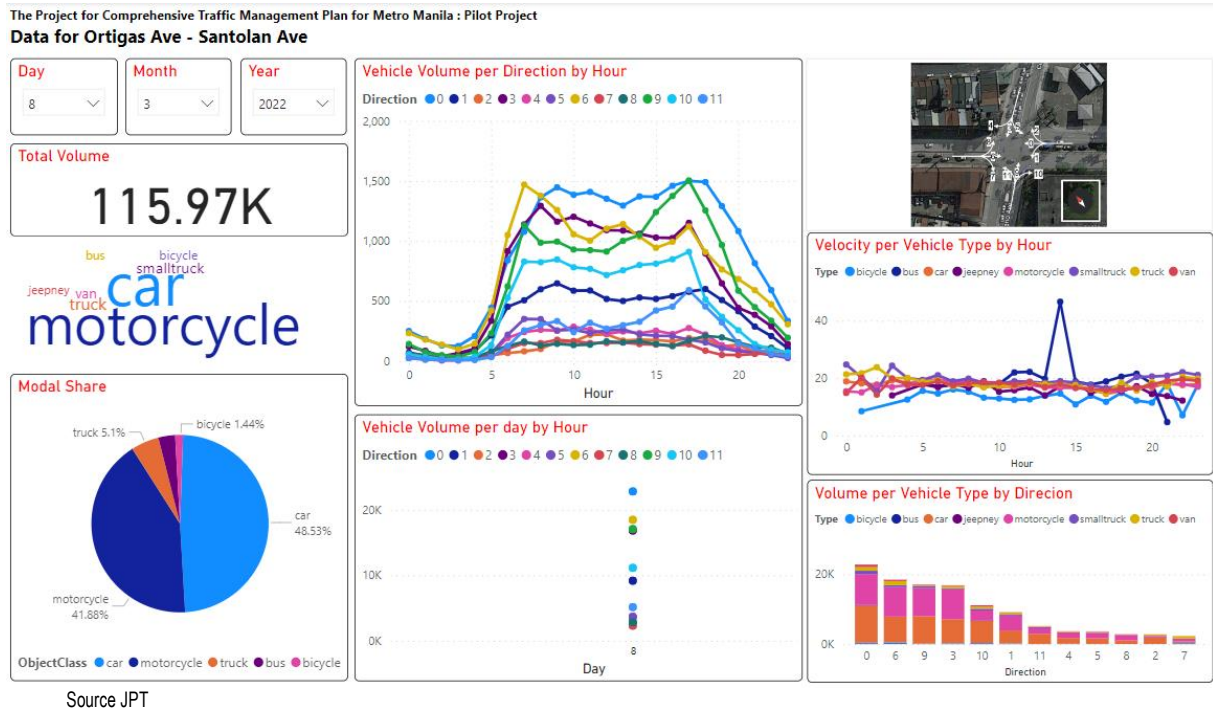 The Project for Comprehensive Traffic Management Plan for Metro Manila : Pilot Project
Data for Ortigas Ave - Santolan Ave
Day
8
Month
3
Year
2022
Total Volume
115.97K
bus
bicycle
smalltruck
jeepney
van
car
truck
motorcycle
Modal Share
truck 5.1%
bicycle 1.44%
car
48.53%
motorcycle
41.88%
ObjectClass car motorcycle truck bus bicycle
Vehicle Volume per Direction by Hour
Direction 0 1 2 3 4 5 6 7 8 9 10 11
2,000
1,500
1,000
500
0
0 5 10 15 20
Hour
Vehicle Volume per day by Hour
Direction 0 1 2 3 4 5 6 7 8 9 10 11
20K
10K
0K
8
Day
Velocity per Vehicle Type by Hour
Type bicycle bus car jeepney motorcycle smalltruck truck van
40
20
0
0 5 10 15 20
Hour
Volume per Vehicle Type by Direcion
Type bicycle bus car jeepney motorcycle smalltruck truck van
20K
0K
0 6 9 3 10 1 11 4 5 8 2 7
Direction
Source JPT